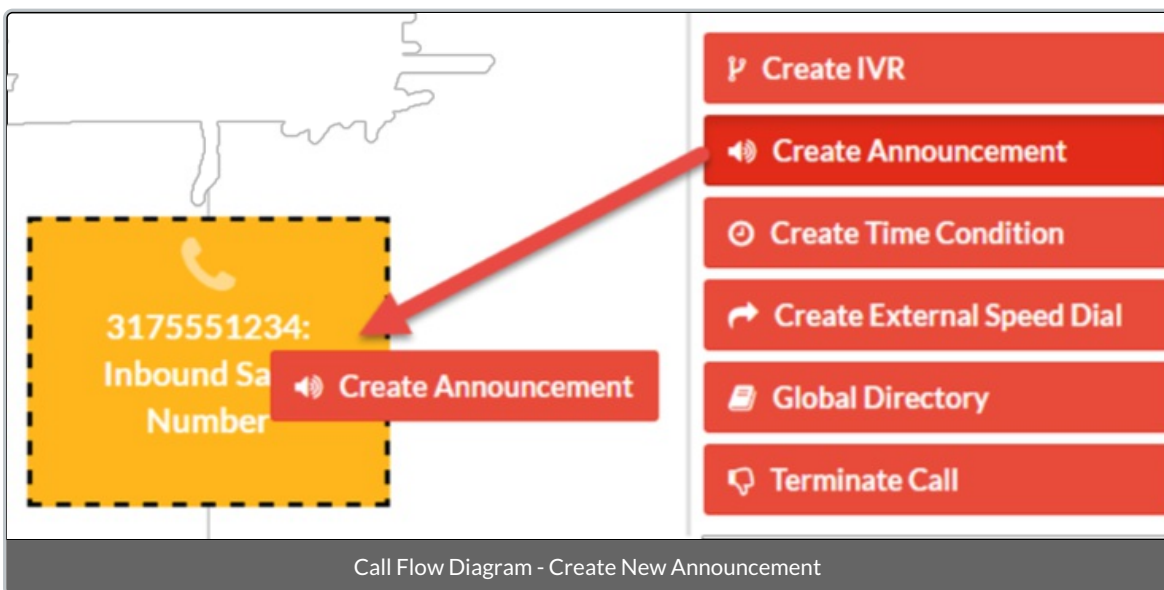 Create IVR
Create Announcement
Create Time Condition
3175551234:
Create External Speed Dial
Inbound Sa
Create Announcement
Global Directory
Number
Terminate Call
Call Flow Diagram - Create New Announcement